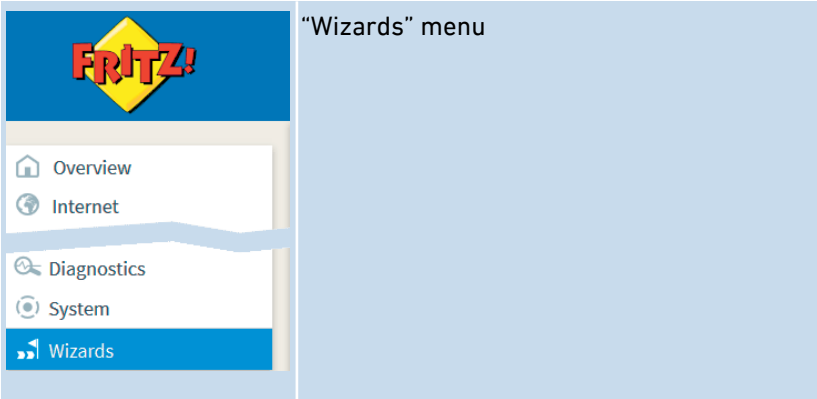 FRITZ!
“Wizards” menu
Overview
Internet
Diagnostics
System
Wizards